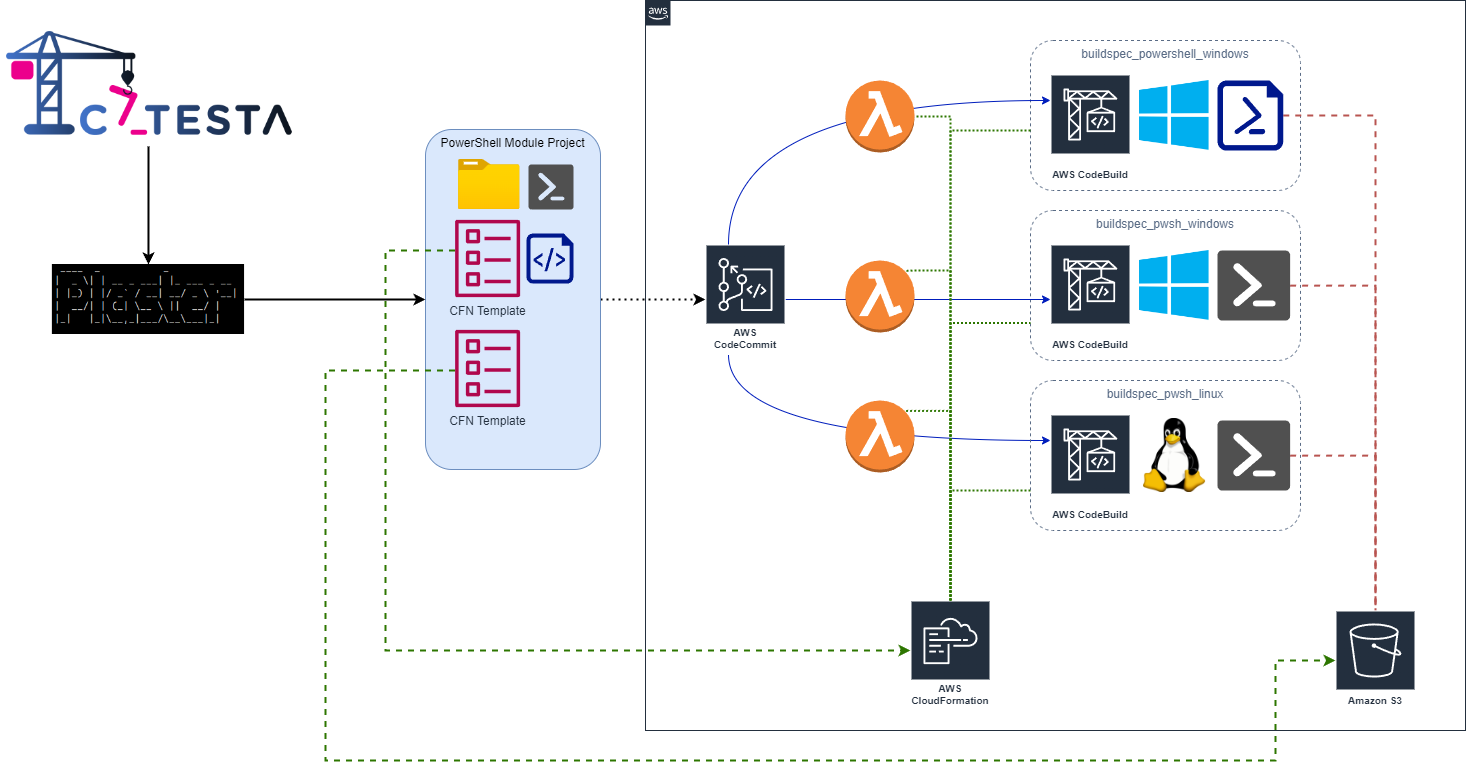 aws
CATESTA
PowerShell Module Project
</>
CFN Template
CFN Template
AWS
CodeCommit
buildspec_powershell_windows
AWS CodeBuild
buildspec_pwsh_windows
AWS CodeBuild
buildspec_pwsh_linux
AWS CodeBuild
AWS
CloudFormation
Amazon S3